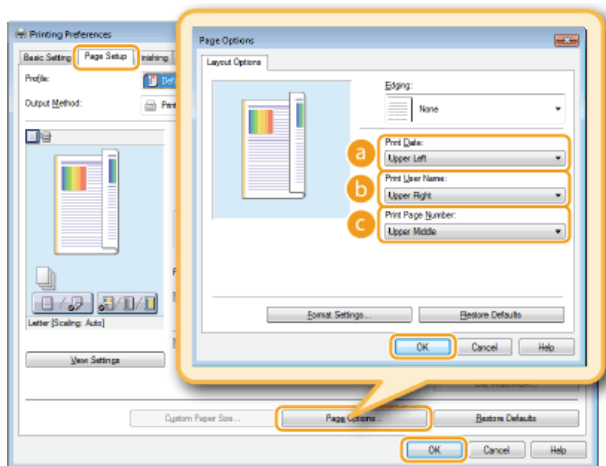 Printing Preferences
Basic Setting
Page Setup
Profile:
Output Method:
Letter [Scaling: Auto]
View Settings
Custom Paper Size...
Page Options...
Restore Defaults
OK
Cancel
Help
Page Options
Layout Options
Edging:
None
a
Print Date:
Upper Left
b
Print User Name:
Upper Right
c
Print Page Number:
Upper Middle
Format Settings...
Restore Defaults
OK
Cancel
Help